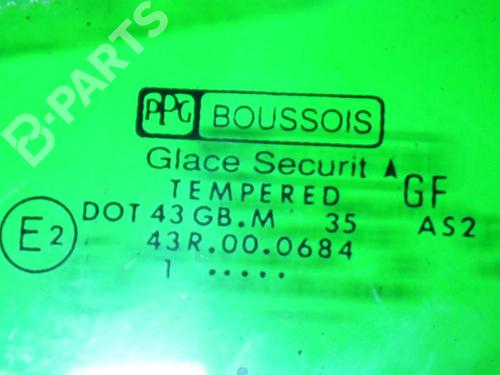 B-PARTS
PPG BOUSSOIS
Glace Securit GF
TEMPERED
DOT 43 GB.M 35 AS2
E2
43R.00.0684
1 .....